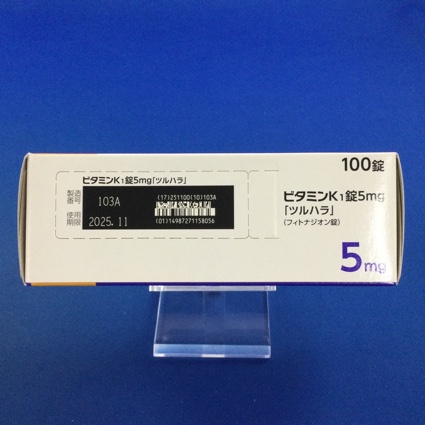 ビタミンK1錠5mg「ツルハラ」
製造番号 103A
使用期限 2025.11
(17)251100(10)103A
(01)14987271158056
100錠
ビタミンK1錠5mg
「ツルハラ」
(フィトナジオン錠)
5mg